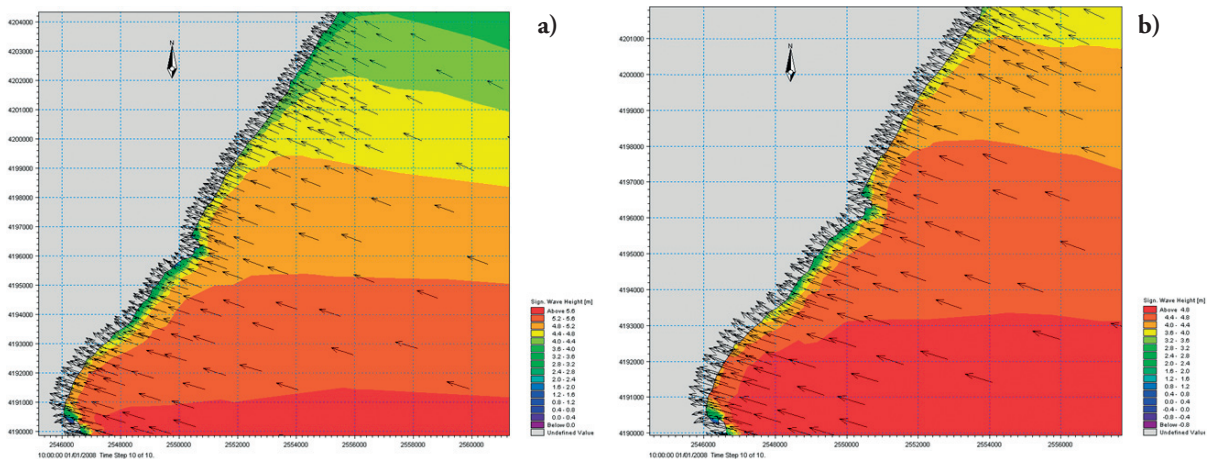 a)
N
4204000
4203000
4202000
4201000
4200000
4199000
4198000
4197000
4196000
4195000
4194000
4193000
4192000
4191000
4190000
2546000 2548000 2550000 2552000 2554000 2556000 2558000 2560000
10:00:00 01/01/2008 Time Step 10 of 10.
Sign. Wave Height [m]
Above 5.6
5.2 - 5.6
4.8 - 5.2
4.4 - 4.8
4.0 - 4.4
3.6 - 4.0
3.2 - 3.6
2.8 - 3.2
2.4 - 2.8
2.0 - 2.4
1.6 - 2.0
1.2 - 1.6
0.8 - 1.2
0.4 - 0.8
0.0 - 0.4
Below 0.0
Undefined Value
b)
N
4201000
4200000
4199000
4198000
4197000
4196000
4195000
4194000
4193000
4192000
4191000
4190000
2546000 2548000 2550000 2552000 2554000 2556000
10:00:00 01/01/2008 Time Step 10 of 10.
Sign. Wave Height [m]
Above 4.8
4.4 - 4.8
4.0 - 4.4
3.6 - 4.0
3.2 - 3.6
2.8 - 3.2
2.4 - 2.8
2.0 - 2.4
1.6 - 2.0
1.2 - 1.6
0.8 - 1.2
0.4 - 0.8
0.0 - 0.4
-0.4 - 0.0
-0.8 - -0.4
Below -0.8
Undefined Value